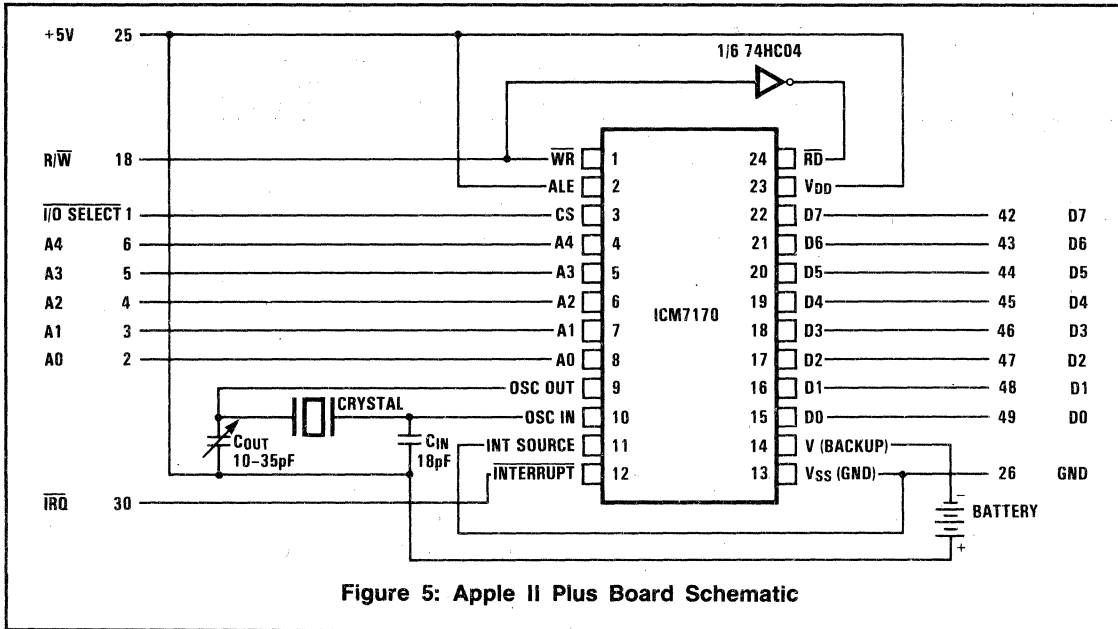 +5V 25
1/6 74HC04
R/W̅ 18 W̅R̅ 1 24 R̅D̅
ALE 2 23 VDD
I̅/̅O̅ ̅S̅E̅L̅E̅C̅T̅ 1 CS 3 22 D7 42 D7
A4 6 A4 4 21 D6 43 D6
A3 5 A3 5 20 D5 44 D5
A2 4 A2 6 19 D4 45 D4
ICM7170
A1 3 A1 7 18 D3 46 D3
A0 2 A0 8 17 D2 47 D2
OSC OUT 9 16 D1 48 D1
CRYSTAL
OSC IN 10 15 D0 49 D0
COUT
10–35pF
CIN
18pF
INT SOURCE 11 14 V (BACKUP)
I̅N̅T̅E̅R̅R̅U̅P̅T̅ 12 13 VSS (GND) 26 GND
I̅R̅Q̅ 30
−
BATTERY
+
Figure 5: Apple II Plus Board Schematic